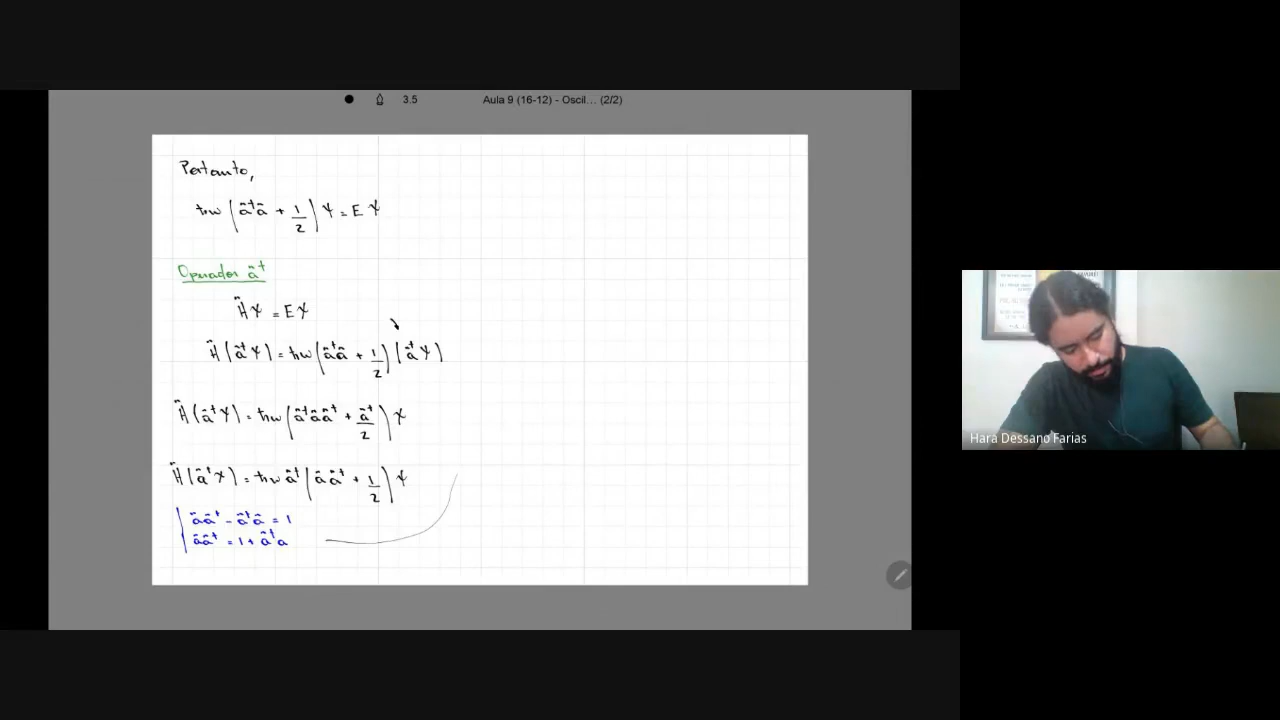 3.5 Aula 9 (16-12) - Oscil... (2/2)
Portanto,
ħω (â†â + 1/2) Ψ = E Ψ
Operador â†
ĤΨ = EΨ
Ĥ(â†Ψ) = ħω (â†â + 1/2) (â†Ψ)
Ĥ(â†Ψ) = ħω (â†ââ† + â†/2) Ψ
Ĥ(â†Ψ) = ħω â† (ââ† + 1/2) Ψ
ââ† - â†â = 1
ââ† = 1 + â†a
Hara Dessano Farias